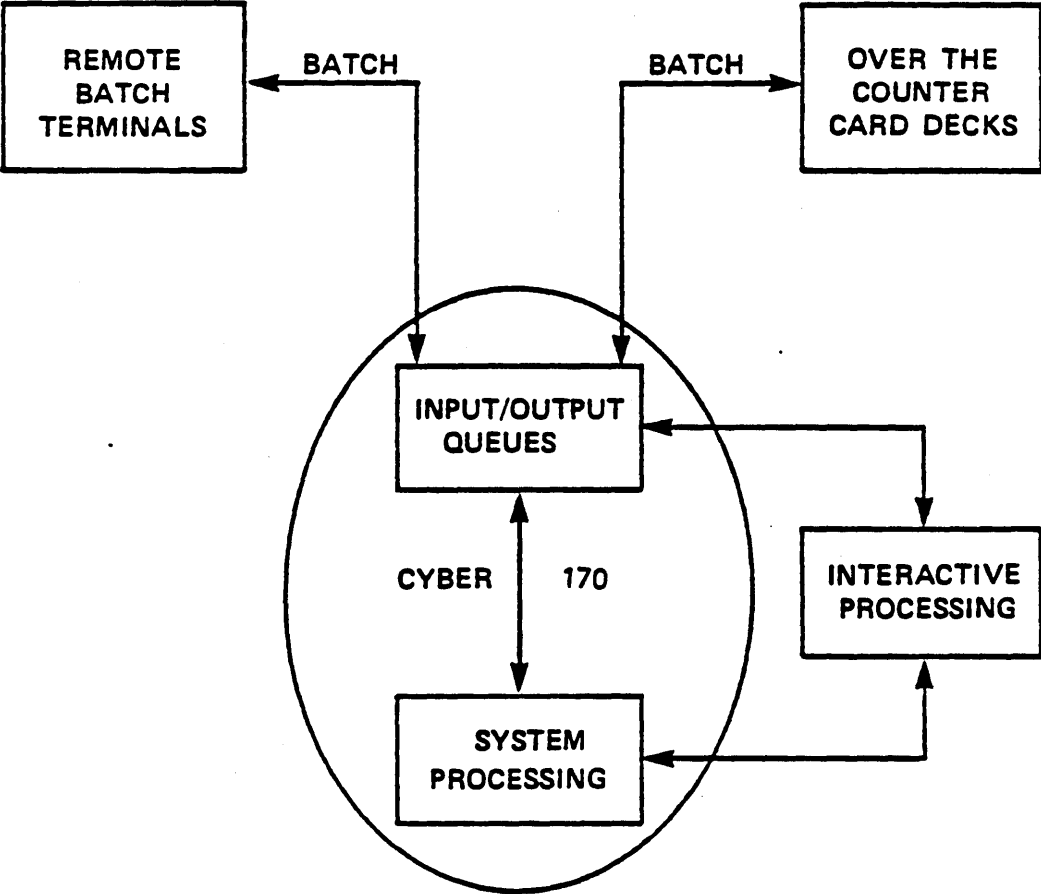 REMOTE
BATCH
TERMINALS
BATCH
BATCH
OVER THE
COUNTER
CARD DECKS
INPUT/OUTPUT
QUEUES
CYBER 170
INTERACTIVE
PROCESSING
SYSTEM
PROCESSING